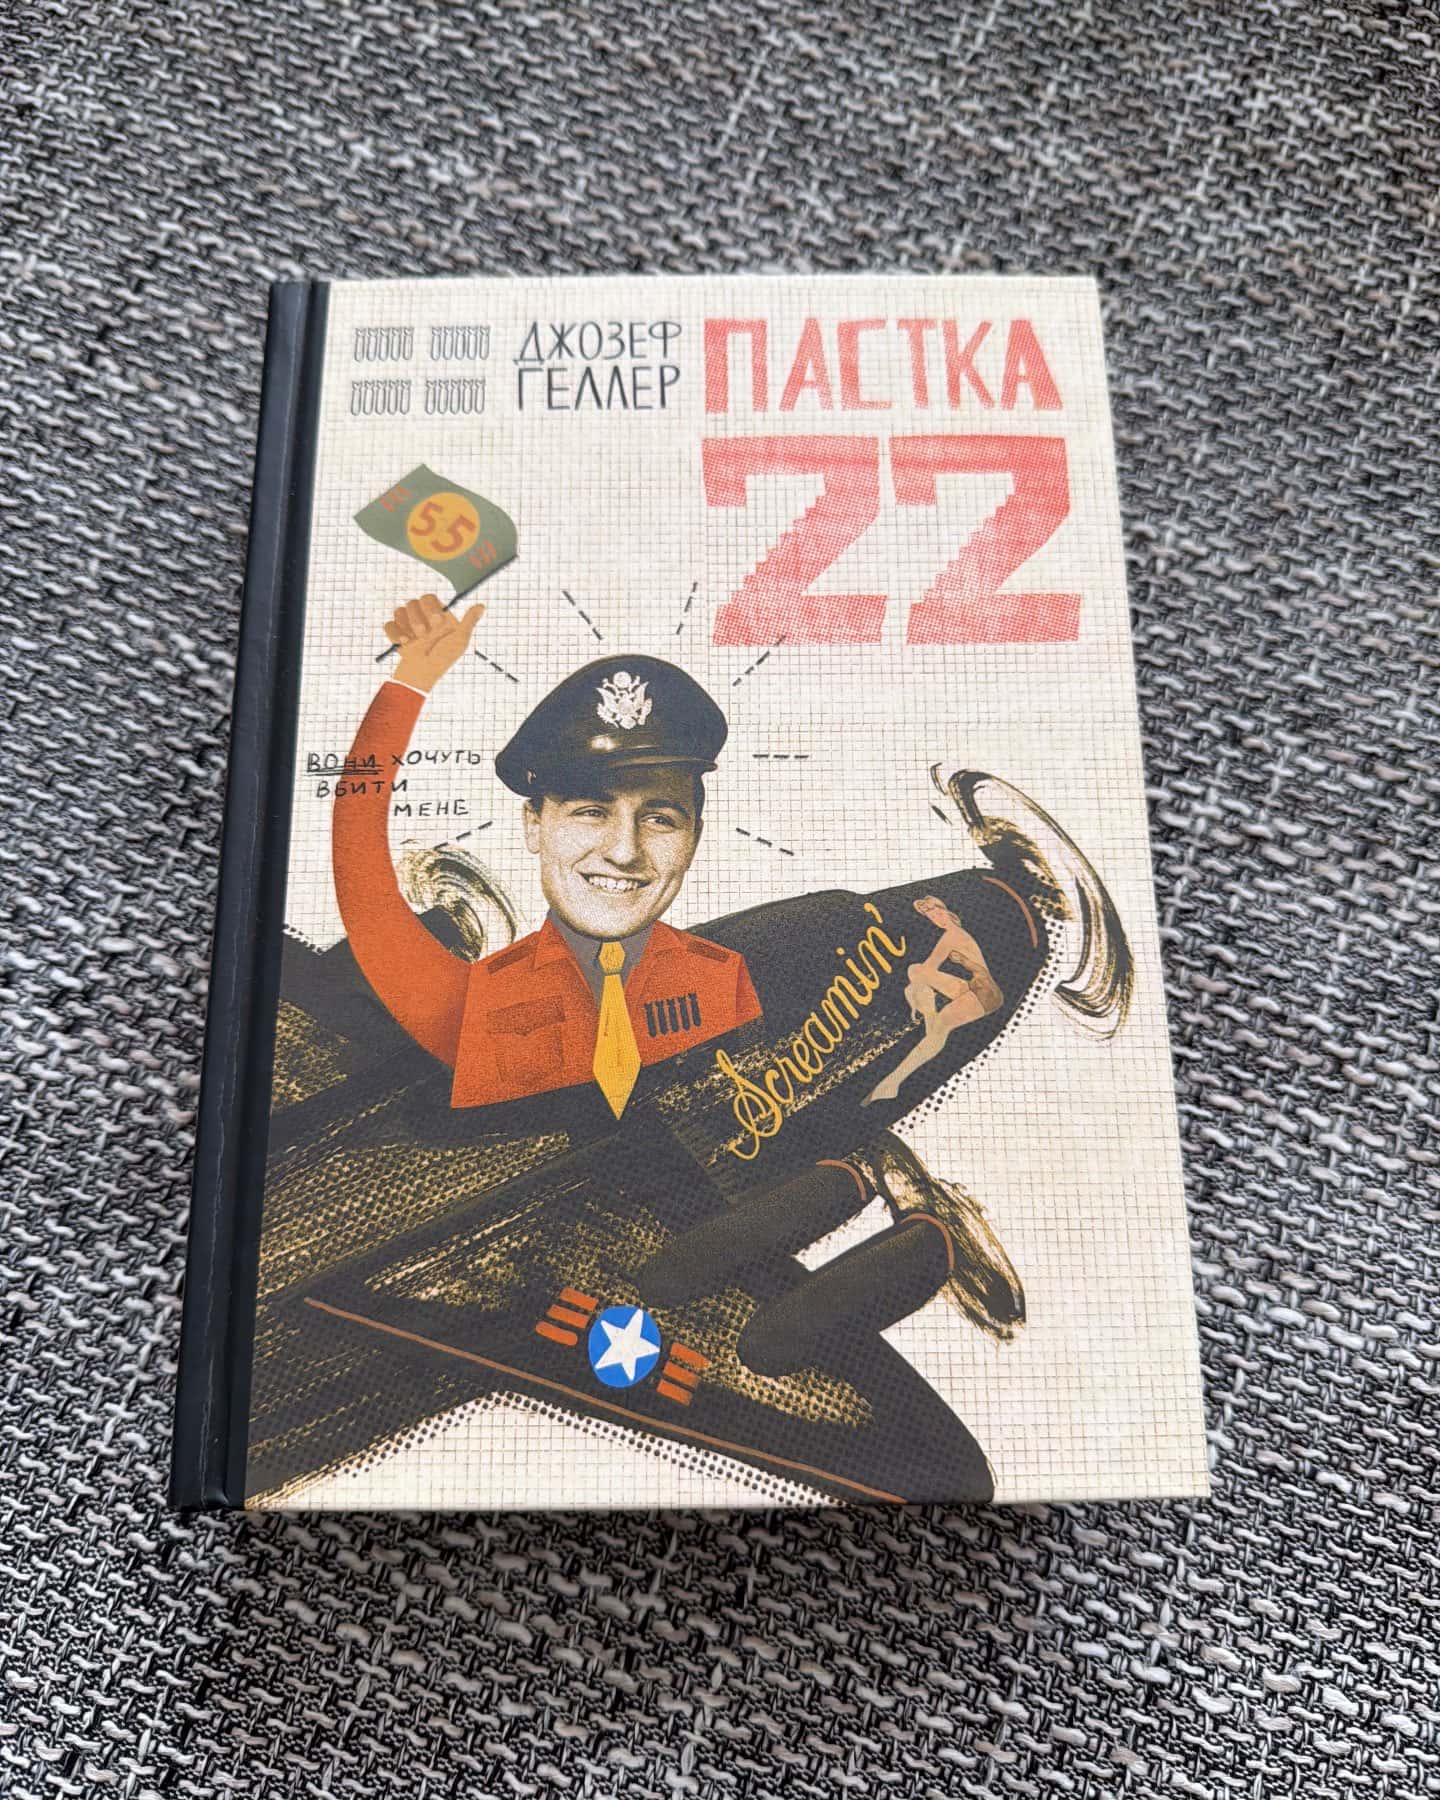 ДЖОЗЕФ
ГЕЛЛЕР
ПАСТКА
22
55
ВОНИ ХОЧУТЬ
ВБИТИ
МЕНЕ
Screamin'